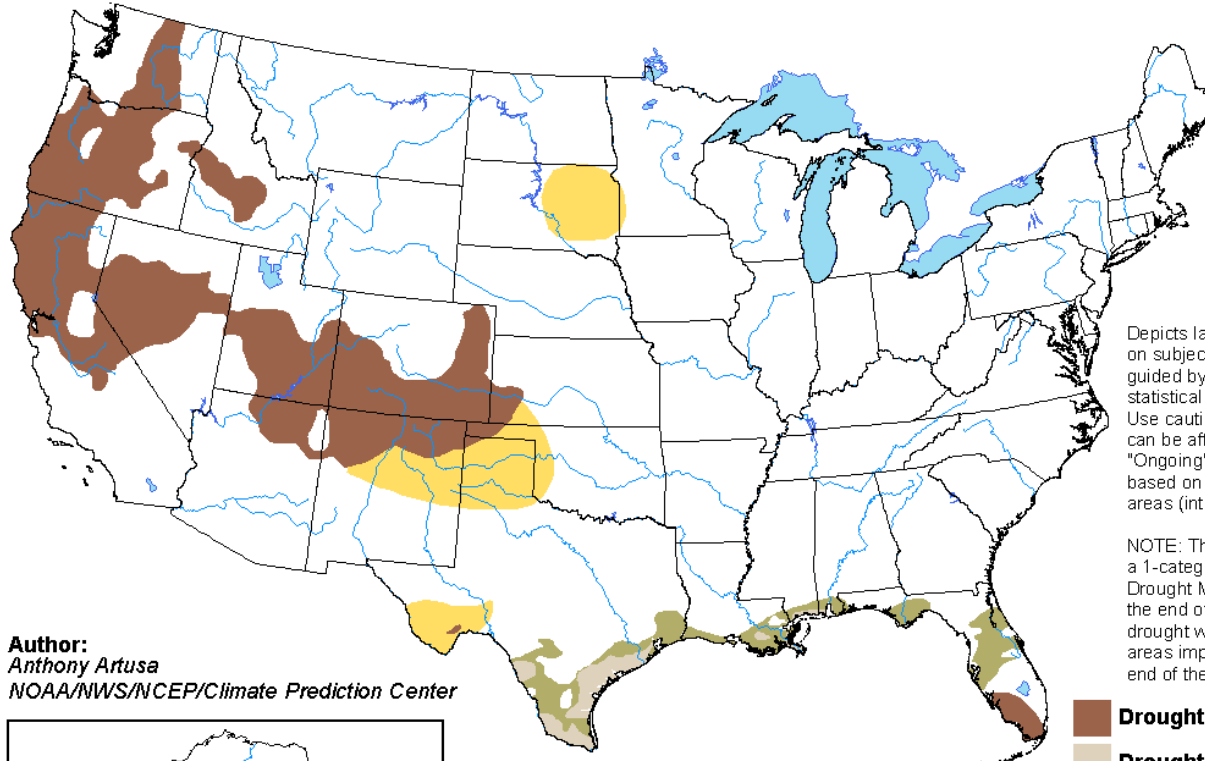 Depicts la
on subjec
guided by
statistical
Use cauti
can be aff
"Ongoing"
based on
areas (int
NOTE: Th
a 1-categ
Drought M
the end of
drought w
areas imp
end of the
Author:
Anthony Artusa
NOAA/NWS/NCEP/Climate Prediction Center
Drought
Drought